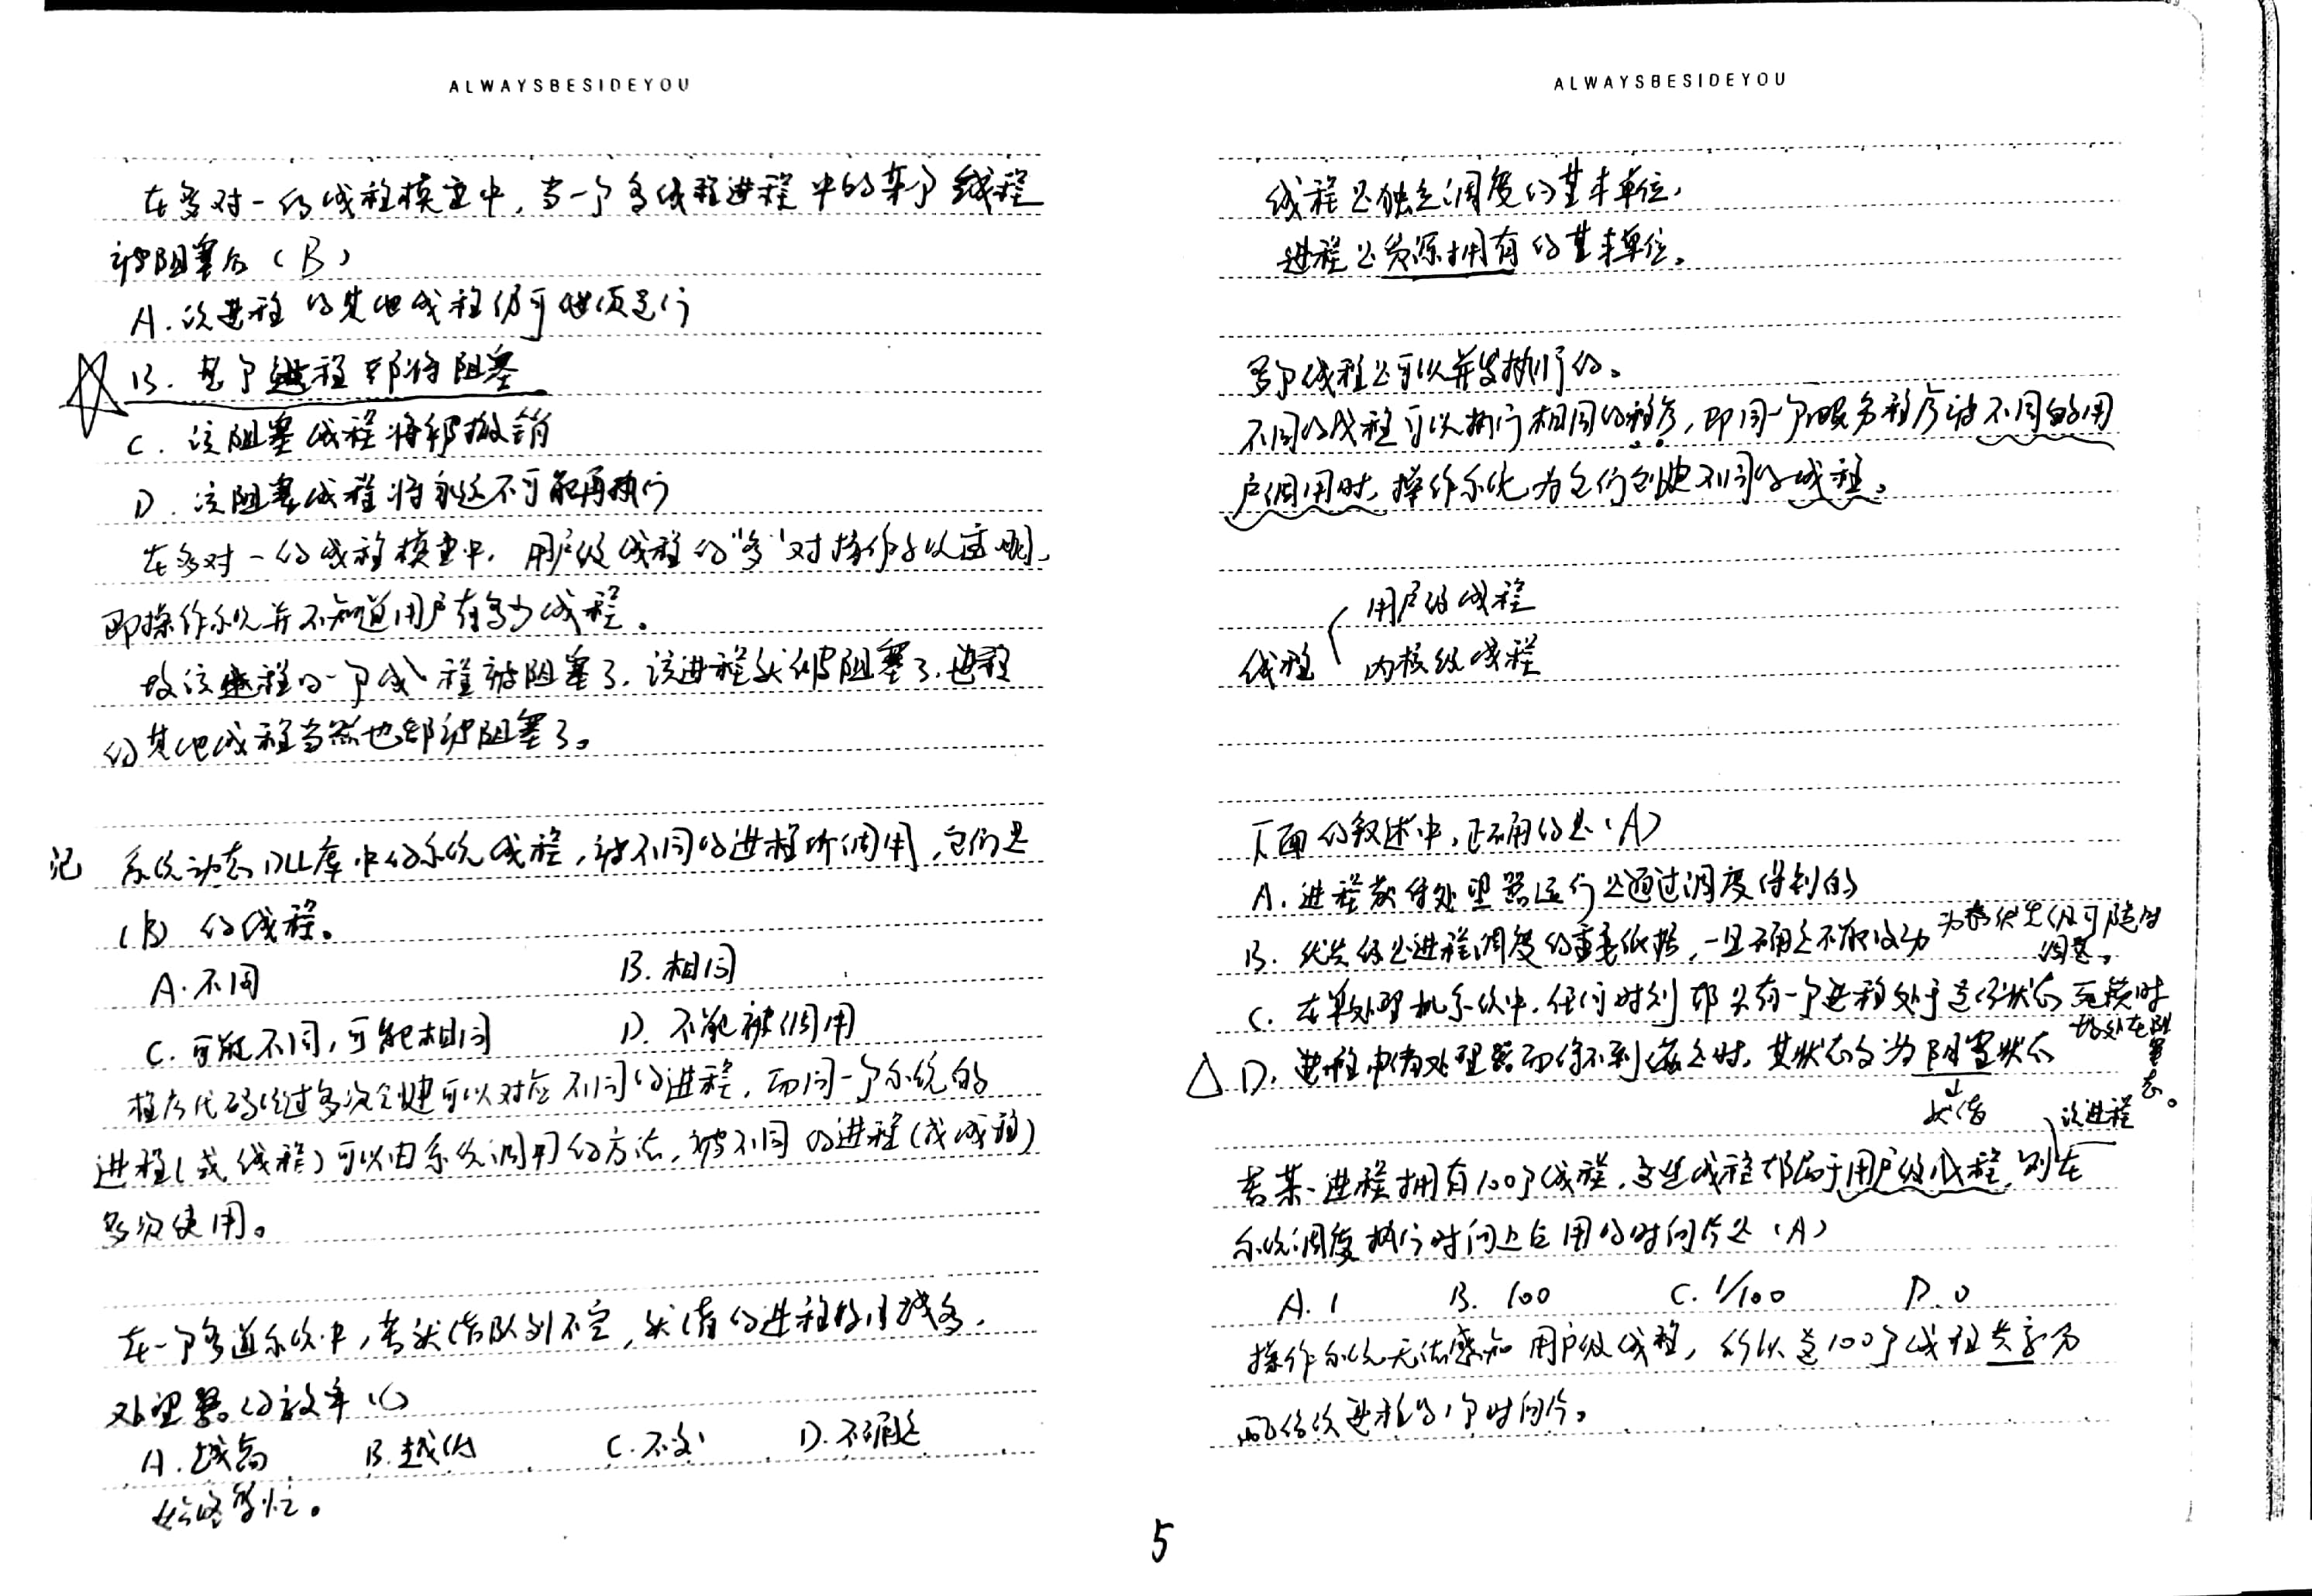 ALWAYSBESIDEYOU
在多对一的线程模型中，当一个多线程进程中的某个线程
被阻塞后（B）
A.该进程的其他线程仍可继续运行
B.整个进程都将阻塞
C.该阻塞线程将被撤销
D.该阻塞线程将永远不可能再执行
在多对一的线程模型中，用户级线程的“多”对操作系统透明，
即操作系统并不知道用户有多少线程。
故该进程的一个线程被阻塞了，该进程就被阻塞了，进程
的其他线程当然也都被阻塞了。
记 系统动态DLL库中的系统线程，被不同的进程所调用，它们是
（B）的线程。
A.不同 B.相同
C.可能不同，可能相同 D.不能被调用
程序代码经过多次创建可以对应不同的进程，而同一个系统的
进程（或线程）可以由系统调用的方法，被不同的进程（或线程）
多次使用。
在一个多道系统中，若就绪队列不空，就绪的进程数目越多，
处理器的效率（C）
A.越高 B.越低 C.不变 D.不确定
始终繁忙。
ALWAYSBESIDEYOU
线程是独立调度的基本单位，
进程是资源拥有的基本单位。
多个线程是可以并发执行的。
不同的线程可以执行相同的程序，即同一个服务程序被不同的用
户调用时，操作系统为它们创建不同的线程。
用户级线程
线程
内核级线程
下面的叙述中，正确的是（A）
A.进程获得处理器运行是通过调度得到的
B.优先级是进程调度的重要依据，一旦确定不能改动
优先级可随时
调整。
C.在单处理机系统中，任何时刻都只有一个进程处于运行状态 死锁时
均处在阻
塞态。
D.进程申请处理器而得不到满足时，其状态变为阻塞状态
↓
就绪
该进程
若某一进程拥有100个线程，这些线程都属于用户级线程，则在
系统调度执行时间上占用的时间片是（A）
A.1 B.100 C.1/100 D.0
操作系统无法感知用户级线程，所以这100个线程共享分
配给该进程的1个时间片。
5